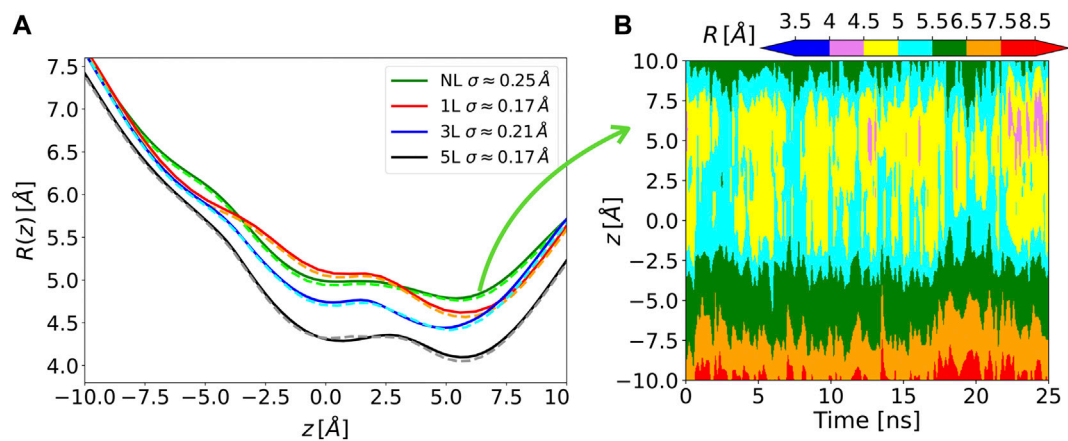 A
R(z) [Å]
7.5
7.0
6.5
6.0
5.5
5.0
4.5
4.0
NL σ ≈ 0.25 Å
1L σ ≈ 0.17 Å
3L σ ≈ 0.21 Å
5L σ ≈ 0.17 Å
−10.0 −7.5 −5.0 −2.5 0.0 2.5 5.0 7.5 10.
z [Å]
B
R [Å]
3.5 4 4.5 5 5.5 6.5 7.5 8.5
z [Å]
10.0
7.5
5.0
2.5
0.0
−2.5
−5.0
−7.5
−10.0
0 5 10 15 20 25
Time [ns]